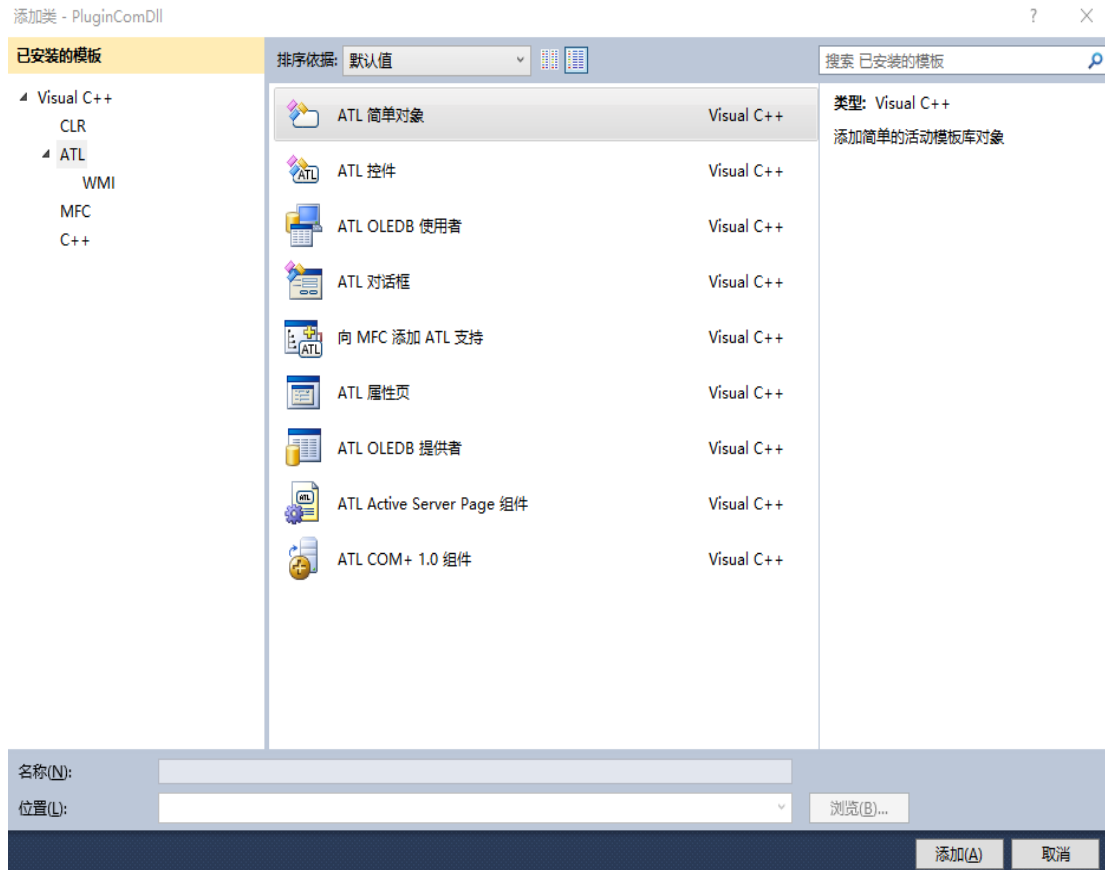 添加类 - PluginComDll
?
已安装的模板
排序依据: 默认值
搜索 已安装的模板
Visual C++
CLR
ATL
WMI
MFC
C++
ATL 简单对象 Visual C++
ATL 控件 Visual C++
ATL OLEDB 使用者 Visual C++
ATL 对话框 Visual C++
向 MFC 添加 ATL 支持 Visual C++
ATL 属性页 Visual C++
ATL OLEDB 提供者 Visual C++
ATL Active Server Page 组件 Visual C++
ATL COM+ 1.0 组件 Visual C++
类型: Visual C++
添加简单的活动模板库对象
名称(N):
位置(L):
浏览(B)...
添加(A)
取消